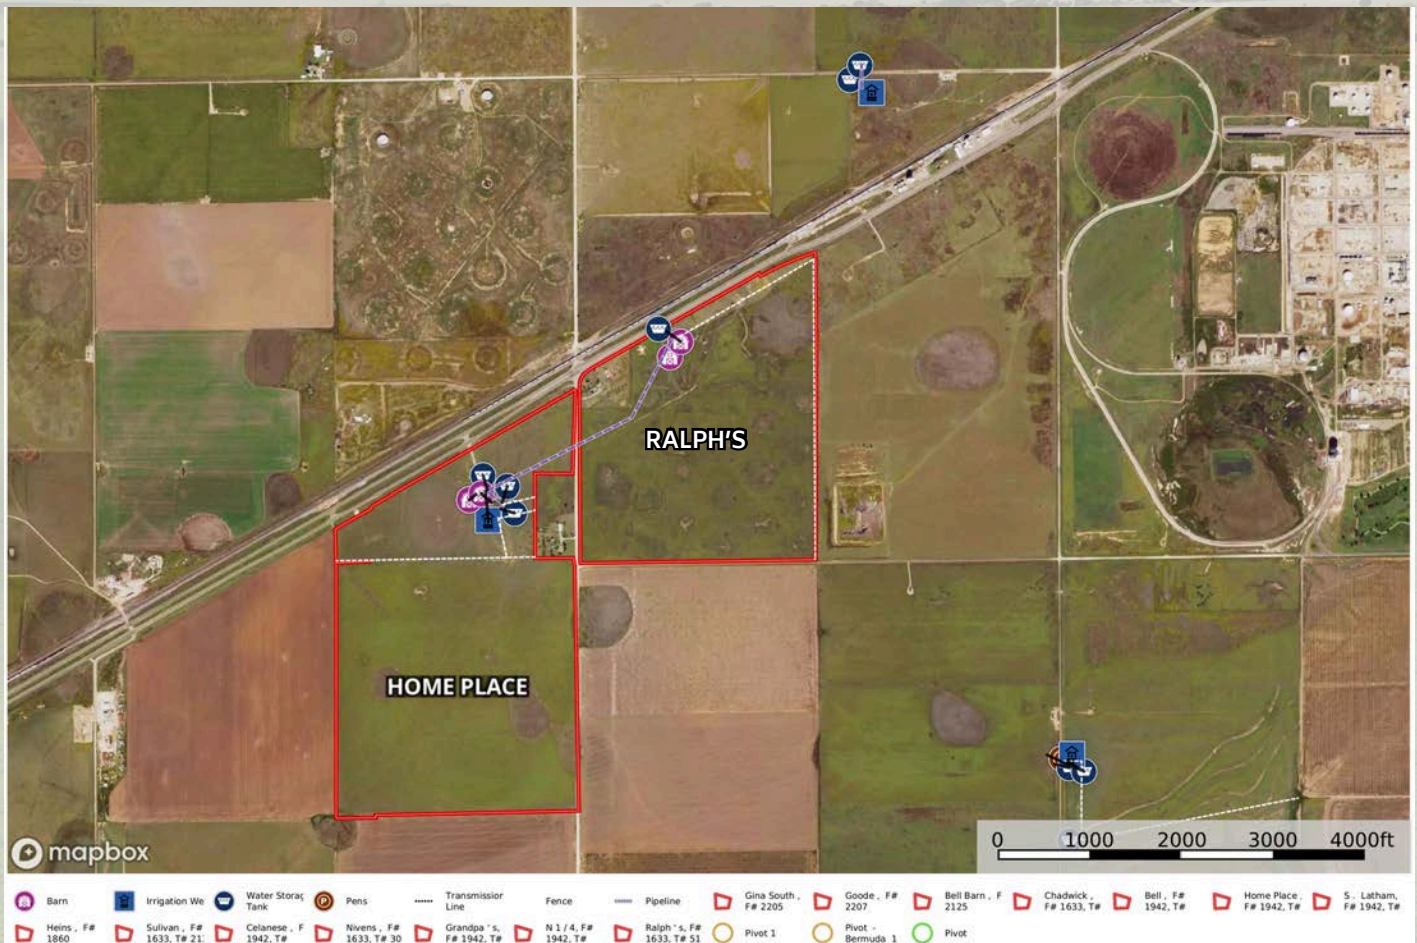 RALPH'S
HOME PLACE
mapbox
0 1000 2000 3000 4000ft
Barn
Irrigation We
Water Storag
Tank
Pens
Transmission
Line
Fence
Pipeline
Gina South ,
F# 2205
Goode , F#
2207
Bell Barn , F
2125
Chadwick ,
F# 1633, T#
Bell , F#
1942, T#
Home Place ,
F# 1942, T#
S . Latham,
F# 1942, T#
Heins , F#
1860
Sulivan , F#
1633, T# 21
Celanese , F
1942, T#
Nivens , F#
1633, T# 30
Grandpa ' s,
F# 1942, T#
N 1 / 4, F#
1942, T#
Ralph ' s, F#
1633, T# 51
Pivot 1
Pivot -
Bermuda 1
Pivot